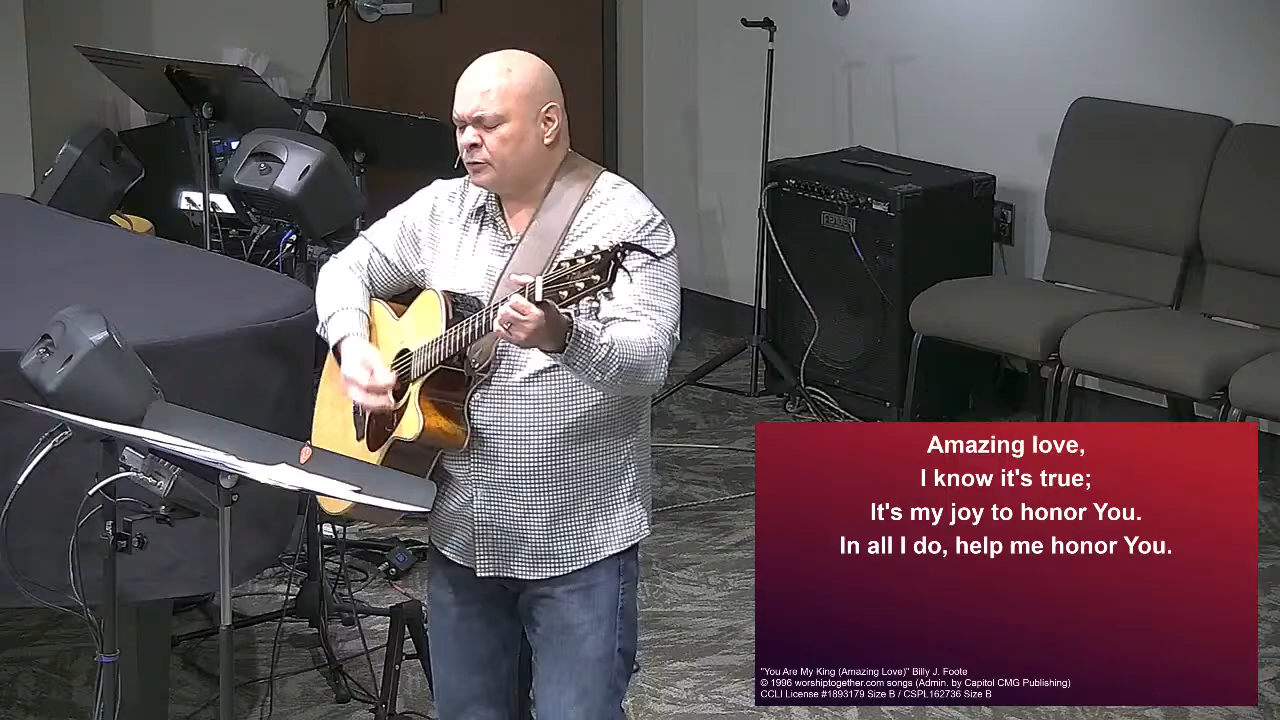 FENDER
Amazing love,
I know it's true;
It's my joy to honor You.
In all I do, help me honor You.
"You Are My King (Amazing Love)" Billy J. Foote
© 1996 worshiptogether.com songs (Admin. by Capitol CMG Publishing)
CCLI License #1893179 Size B / CSPL162736 Size B